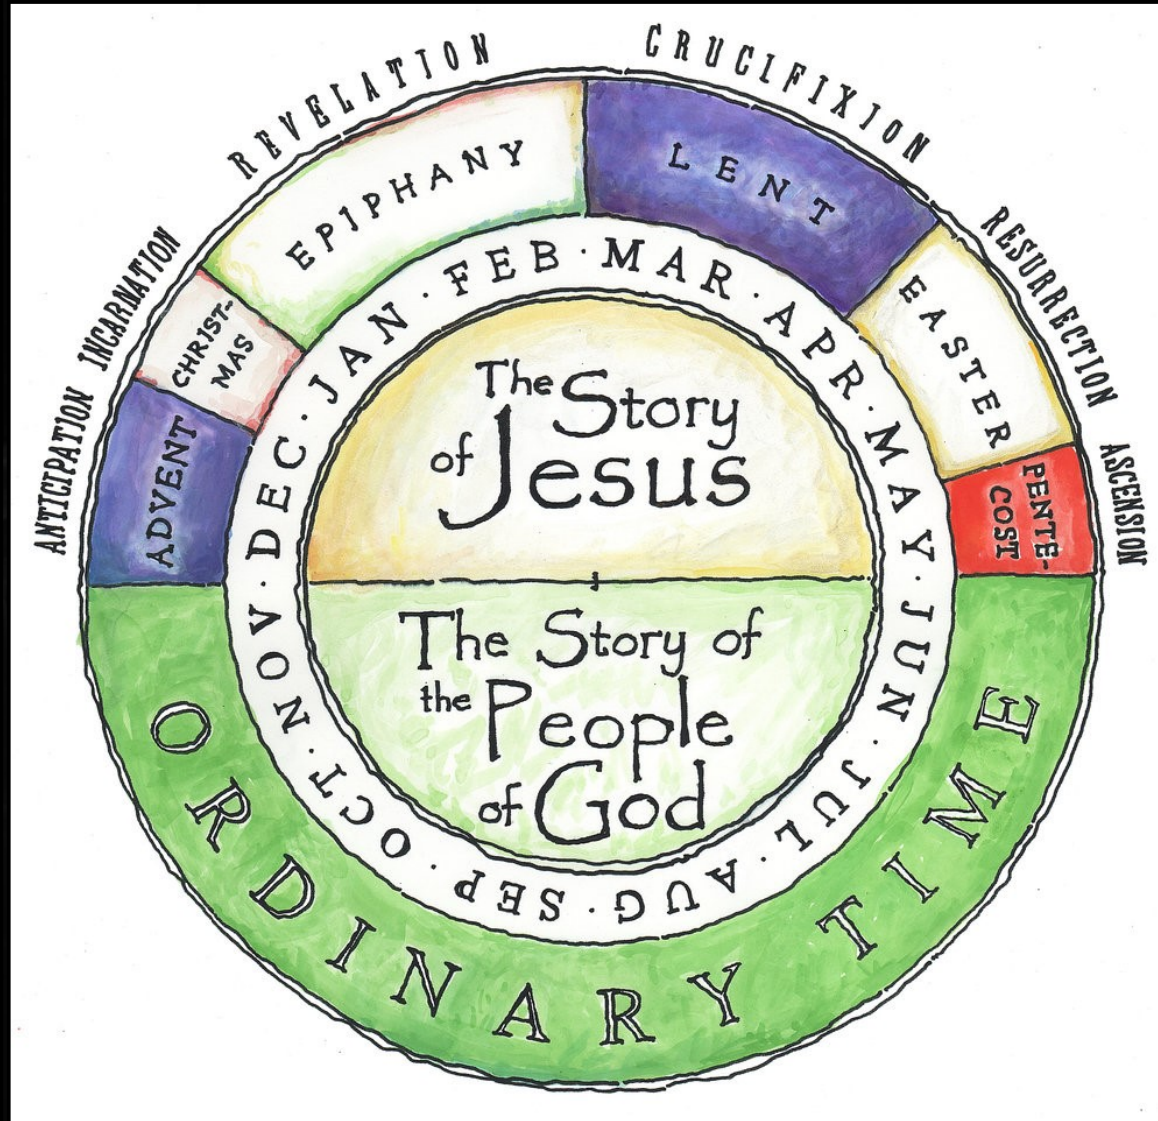 ANTICIPATION
INCARNATION
REVELATION
CRUCIFIXION
RESURRECTION
ASCENSION
ADVENT
CHRIST-
MAS
EPIPHANY
LENT
EASTER
PENTE-
COST
ORDINARY TIME
JAN · FEB · MAR · APR · MAY · JUN · JUL · AUG · SEP · OCT · NOV · DEC ·
The Story
of Jesus
The Story of
the People
of God